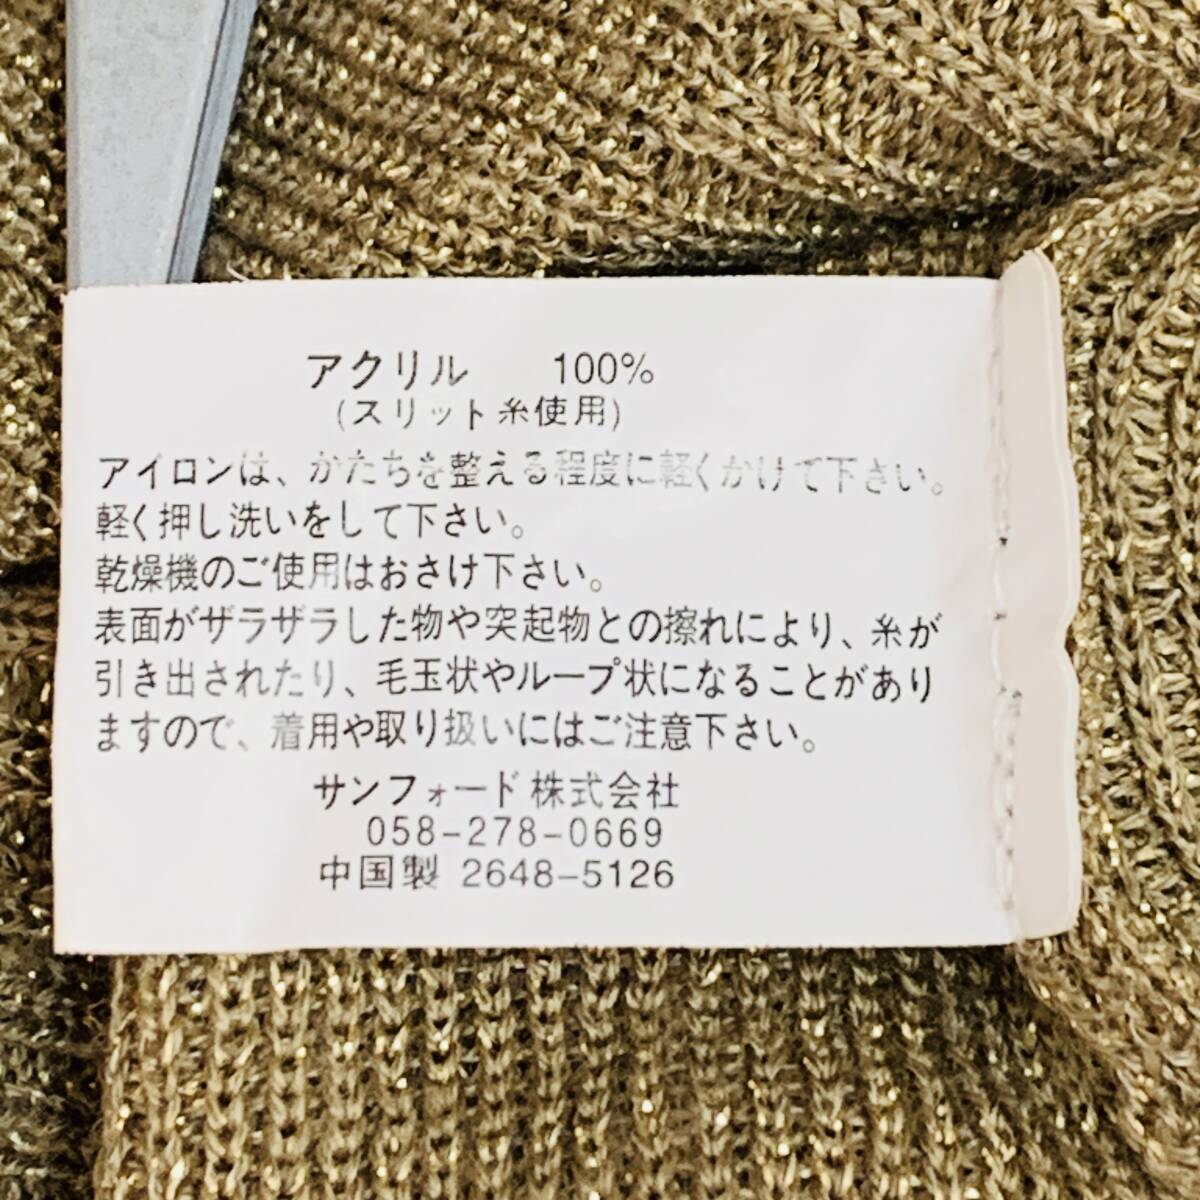 アクリル 100%
(スリット糸使用)
アイロンは、かたちを整える程度に軽くかけて下さい。
軽く押し洗いをして下さい。
乾燥機のご使用はおさけ下さい。
表面がザラザラした物や突起物との擦れにより、糸が
引き出されたり、毛玉状やループ状になることがあり
ますので、着用や取り扱いにはご注意下さい。
サンフォード株式会社
058-278-0669
中国製 2648-5126